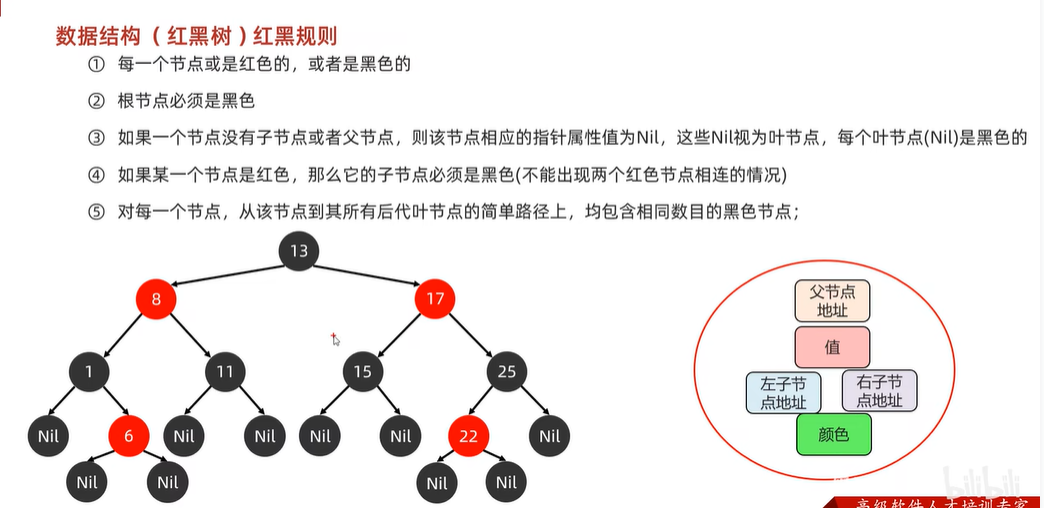 数据结构（红黑树）红黑规则
① 每一个节点或是红色的，或者是黑色的
② 根节点必须是黑色
③ 如果一个节点没有子节点或者父节点，则该节点相应的指针属性值为Nil，这些Nil视为叶节点，每个叶节点(Nil)是黑色的
④ 如果某一个节点是红色，那么它的子节点必须是黑色(不能出现两个红色节点相连的情况)
⑤ 对每一个节点，从该节点到其所有后代叶节点的简单路径上，均包含相同数目的黑色节点；
13
8 17
1 11 15 25
Nil 6 Nil Nil Nil Nil 22 Nil
Nil Nil Nil Nil
父节点
地址
值
左子节
点地址
右子节
点地址
颜色
bilibili
高级软件人才培训专家